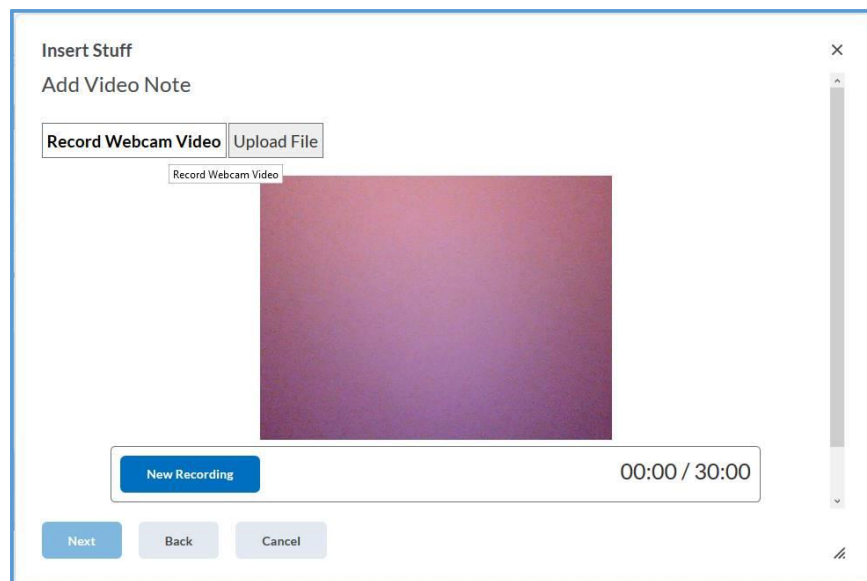 Insert Stuff
Add Video Note
Record Webcam Video Upload File
Record Webcam Video
New Recording 00:00 / 30:00
Next Back Cancel